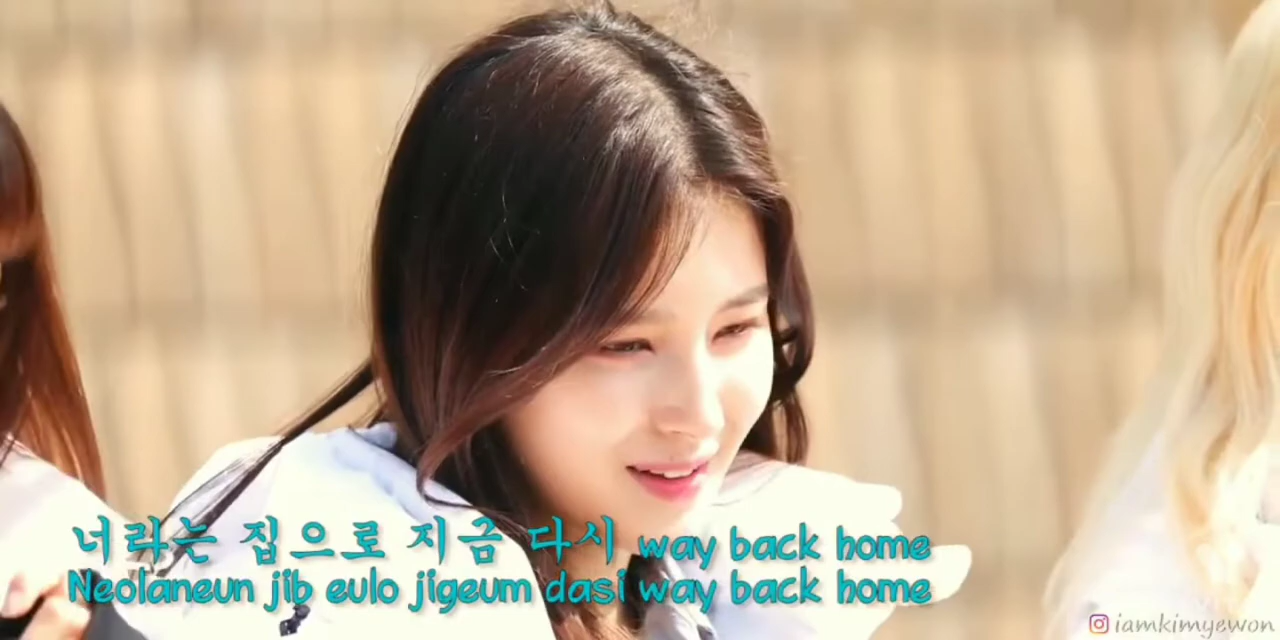 너라는 집으로 지금 다시 way back home
Neolaneun jib eulo jigeum dasi way back home
iamkimyewon